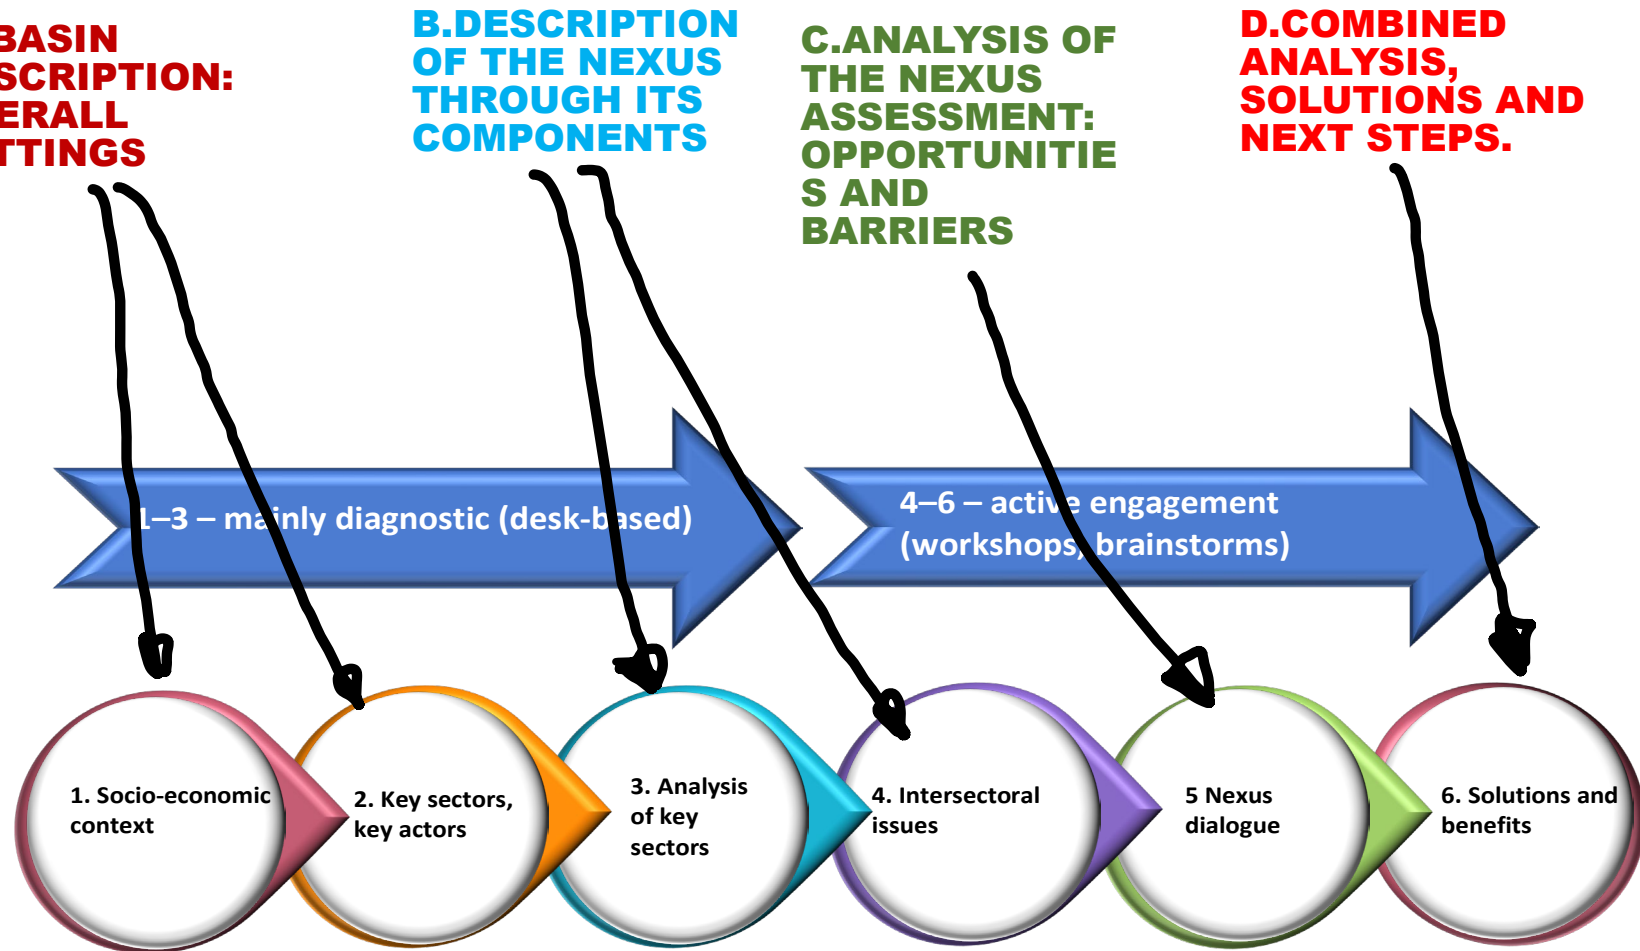 BASIN
SCRIPTION:
ERALL
TTINGS
B.DESCRIPTION
OF THE NEXUS
THROUGH ITS
COMPONENTS
C.ANALYSIS OF
THE NEXUS
ASSESSMENT:
OPPORTUNITIE
S AND
BARRIERS
D.COMBINED
ANALYSIS,
SOLUTIONS AND
NEXT STEPS.
1–3 – mainly diagnostic (desk-based)
4–6 – active engagement
(workshops, brainstorms)
1. Socio-economic
context
2. Key sectors,
key actors
3. Analysis
of key
sectors
4. Intersectoral
issues
5 Nexus
dialogue
6. Solutions and
benefits